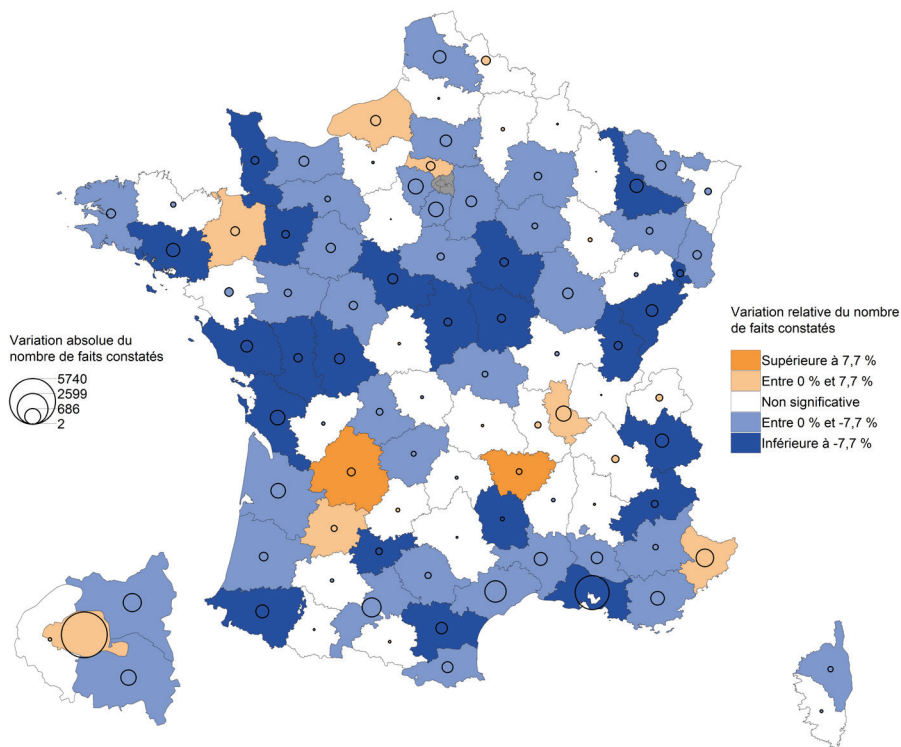 Variation absolue du
nombre de faits constatés
5740
2599
686
2
Variation relative du nombre
de faits constatés
Supérieure à 7,7 %
Entre 0 % et 7,7 %
Non significative
Entre 0 % et -7,7 %
Inférieure à -7,7 %